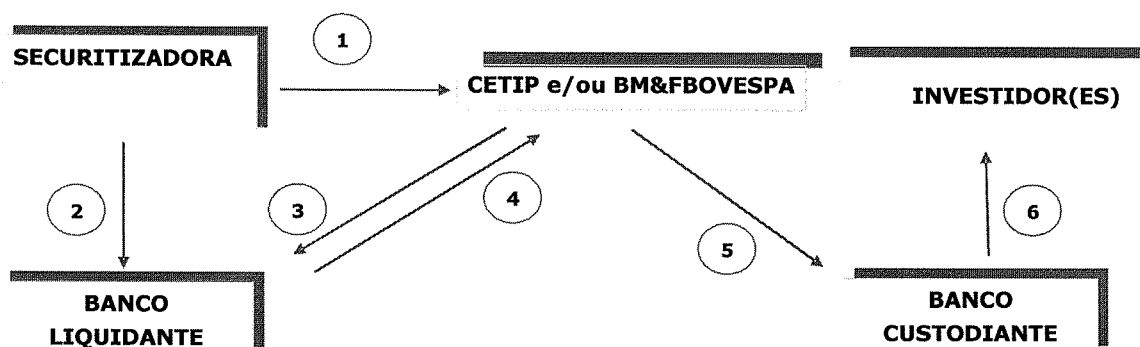 1
SECURITIZADORA
CETIP e/ou BM&FBOVESPA
INVESTIDOR(ES)
2
3
4
5
6
BANCO
LIQUIDANTE
BANCO
CUSTODIANTE